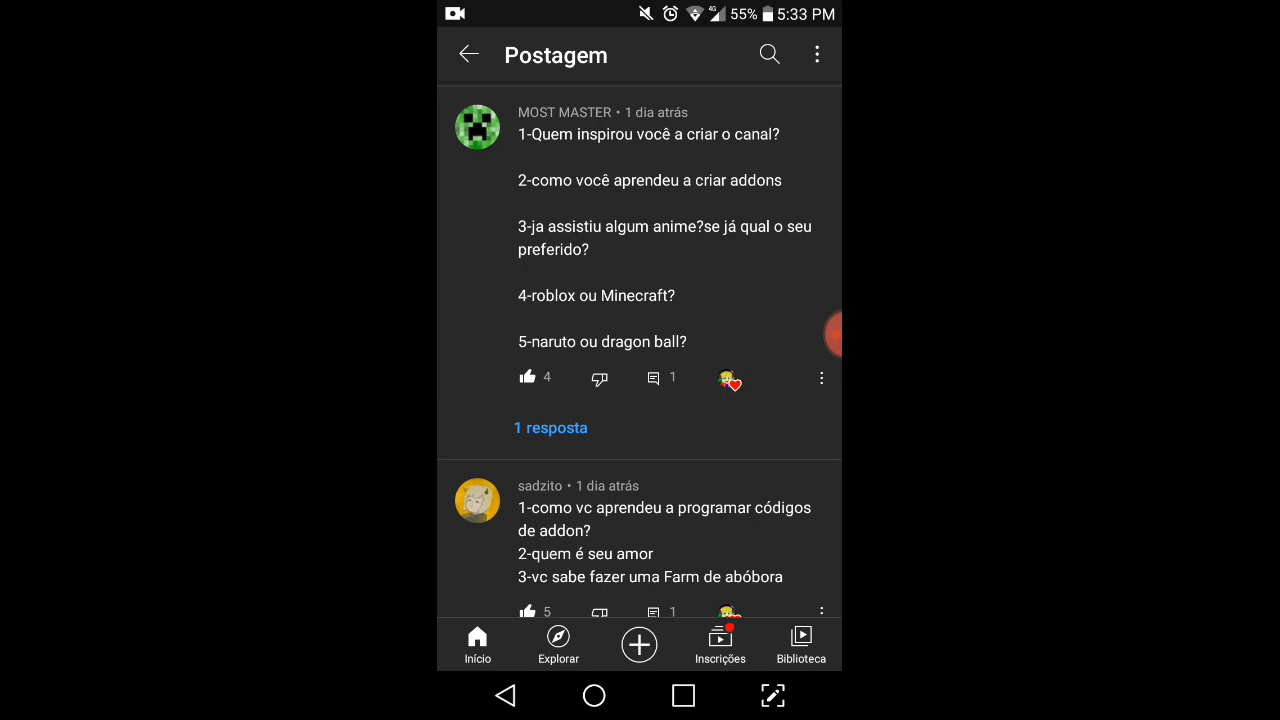 4G 55% 5:33 PM
Postagem
MOST MASTER • 1 dia atrás
1-Quem inspirou você a criar o canal?
2-como você aprendeu a criar addons
3-ja assistiu algum anime?se já qual o seu
preferido?
4-roblox ou Minecraft?
5-naruto ou dragon ball?
4 1
1 resposta
sadzito • 1 dia atrás
1-como vc aprendeu a programar códigos
de addon?
2-quem é seu amor
3-vc sabe fazer uma Farm de abóbora
5 1
Início Explorar Inscrições Biblioteca